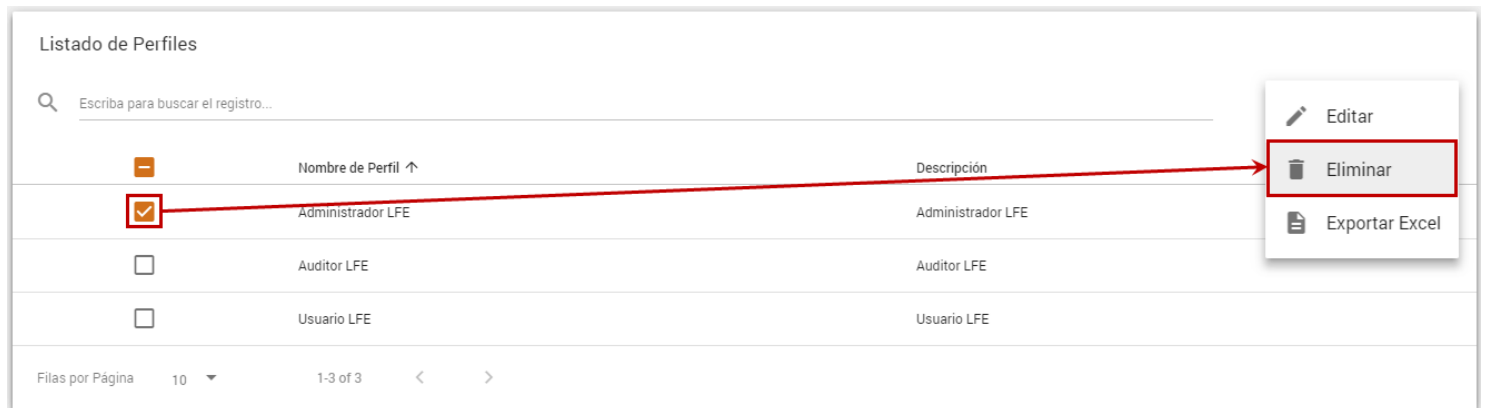 Listado de Perfiles
Escriba para buscar el registro...
Editar
Nombre de Perfil Descripción
Eliminar
Administrador LFE Administrador LFE
Exportar Excel
Auditor LFE Auditor LFE
Usuario LFE Usuario LFE
Filas por Página 10 1-3 of 3